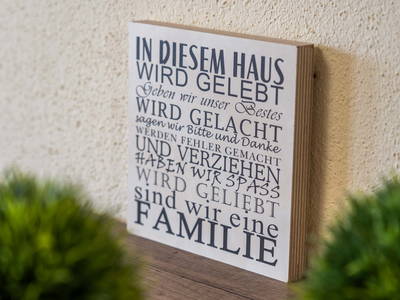 IN DIESEM HAUS
WIRD GELEBT
Geben wir unser Bestes
WIRD GELACHT
sagen wir Bitte und Danke
WERDEN FEHLER GEMACHT
UND VERZIEHEN
HABEN WIR SPASS
WIRD GELIEBT
sind wir eine
FAMILIE